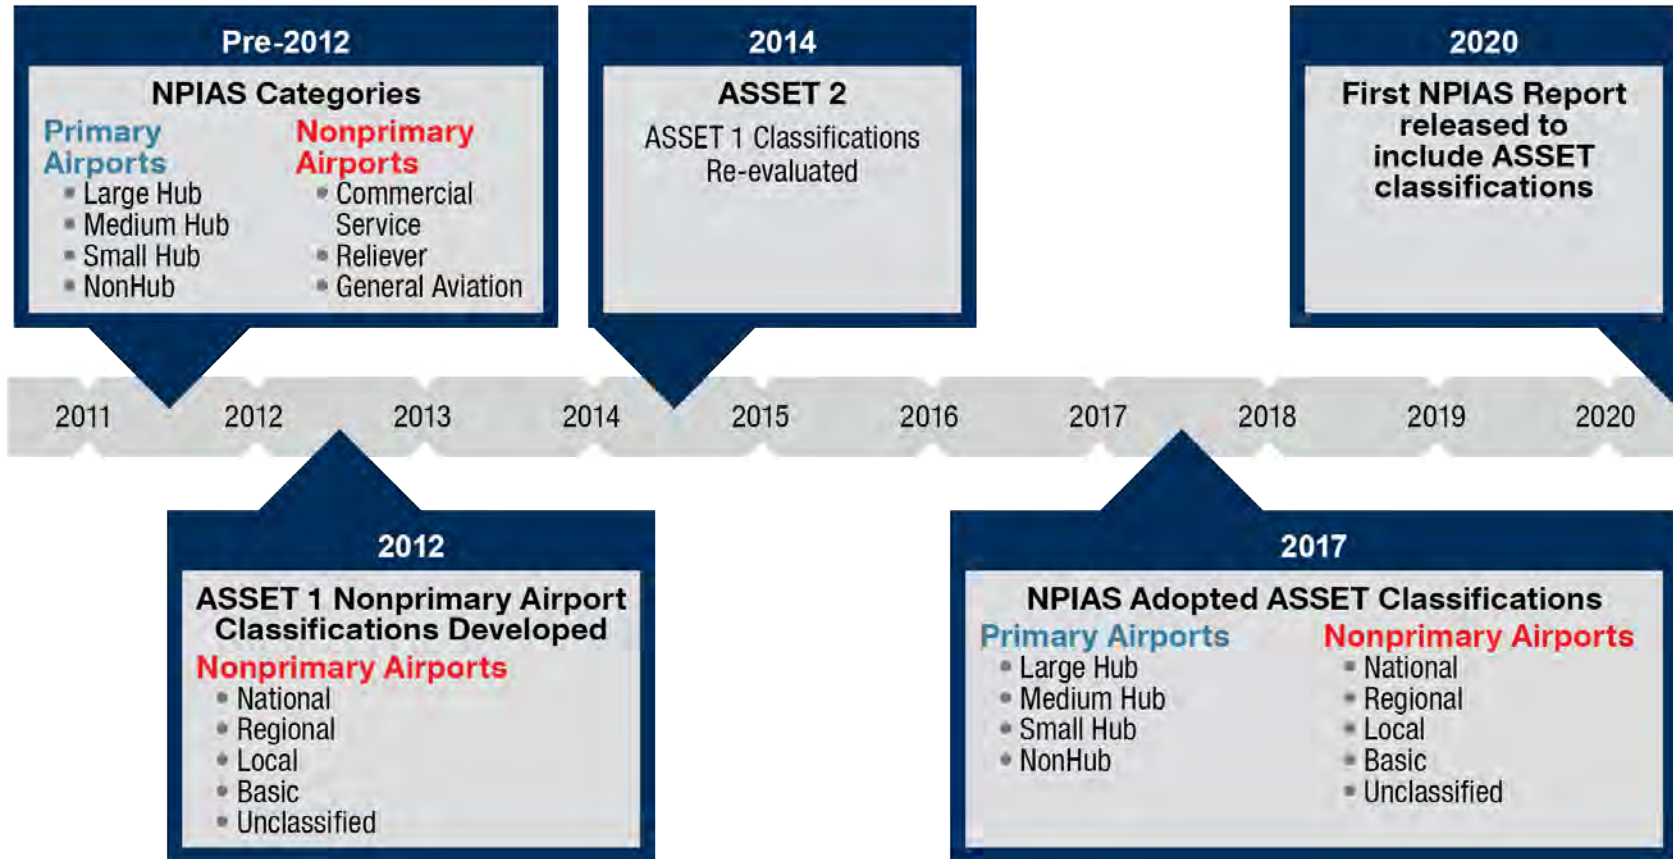 Pre-2012
NPIAS Categories
Primary
Airports
Large Hub
Medium Hub
Small Hub
NonHub
Nonprimary
Airports
Commercial
Service
Reliever
General Aviation
2014
ASSET 2
ASSET 1 Classifications
Re-evaluated
2020
First NPIAS Report
released to
include ASSET
classifications
2011 2012 2013 2014 2015 2016 2017 2018 2019 2020
2012
ASSET 1 Nonprimary Airport
Classifications Developed
Nonprimary Airports
National
Regional
Local
Basic
Unclassified
2017
NPIAS Adopted ASSET Classifications
Primary Airports
Large Hub
Medium Hub
Small Hub
NonHub
Nonprimary Airports
National
Regional
Local
Basic
Unclassified